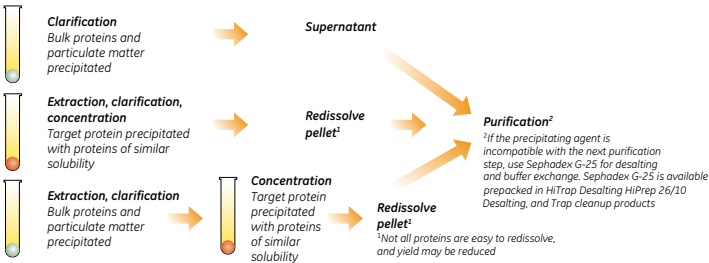 Clarification
Bulk proteins and
particulate matter
precipitated
Supernatant
Extraction, clarification,
concentration
Target protein precipitated
with proteins of similar
solubility
Redissolve
pellet¹
Purification²
²If the precipitating agent is
incompatible with the next purification
step, use Sephadex G-25 for desalting
and buffer exchange. Sephadex G-25 is available
prepacked in HiTrap Desalting HiPrep 26/10
Desalting, and Trap cleanup products
Extraction, clarification
Bulk proteins and
particulate matter
precipitated
Concentration
Target protein
precipitated
with proteins
of similar
solubility
Redissolve
pellet¹
¹Not all proteins are easy to redissolve,
and yield may be reduced